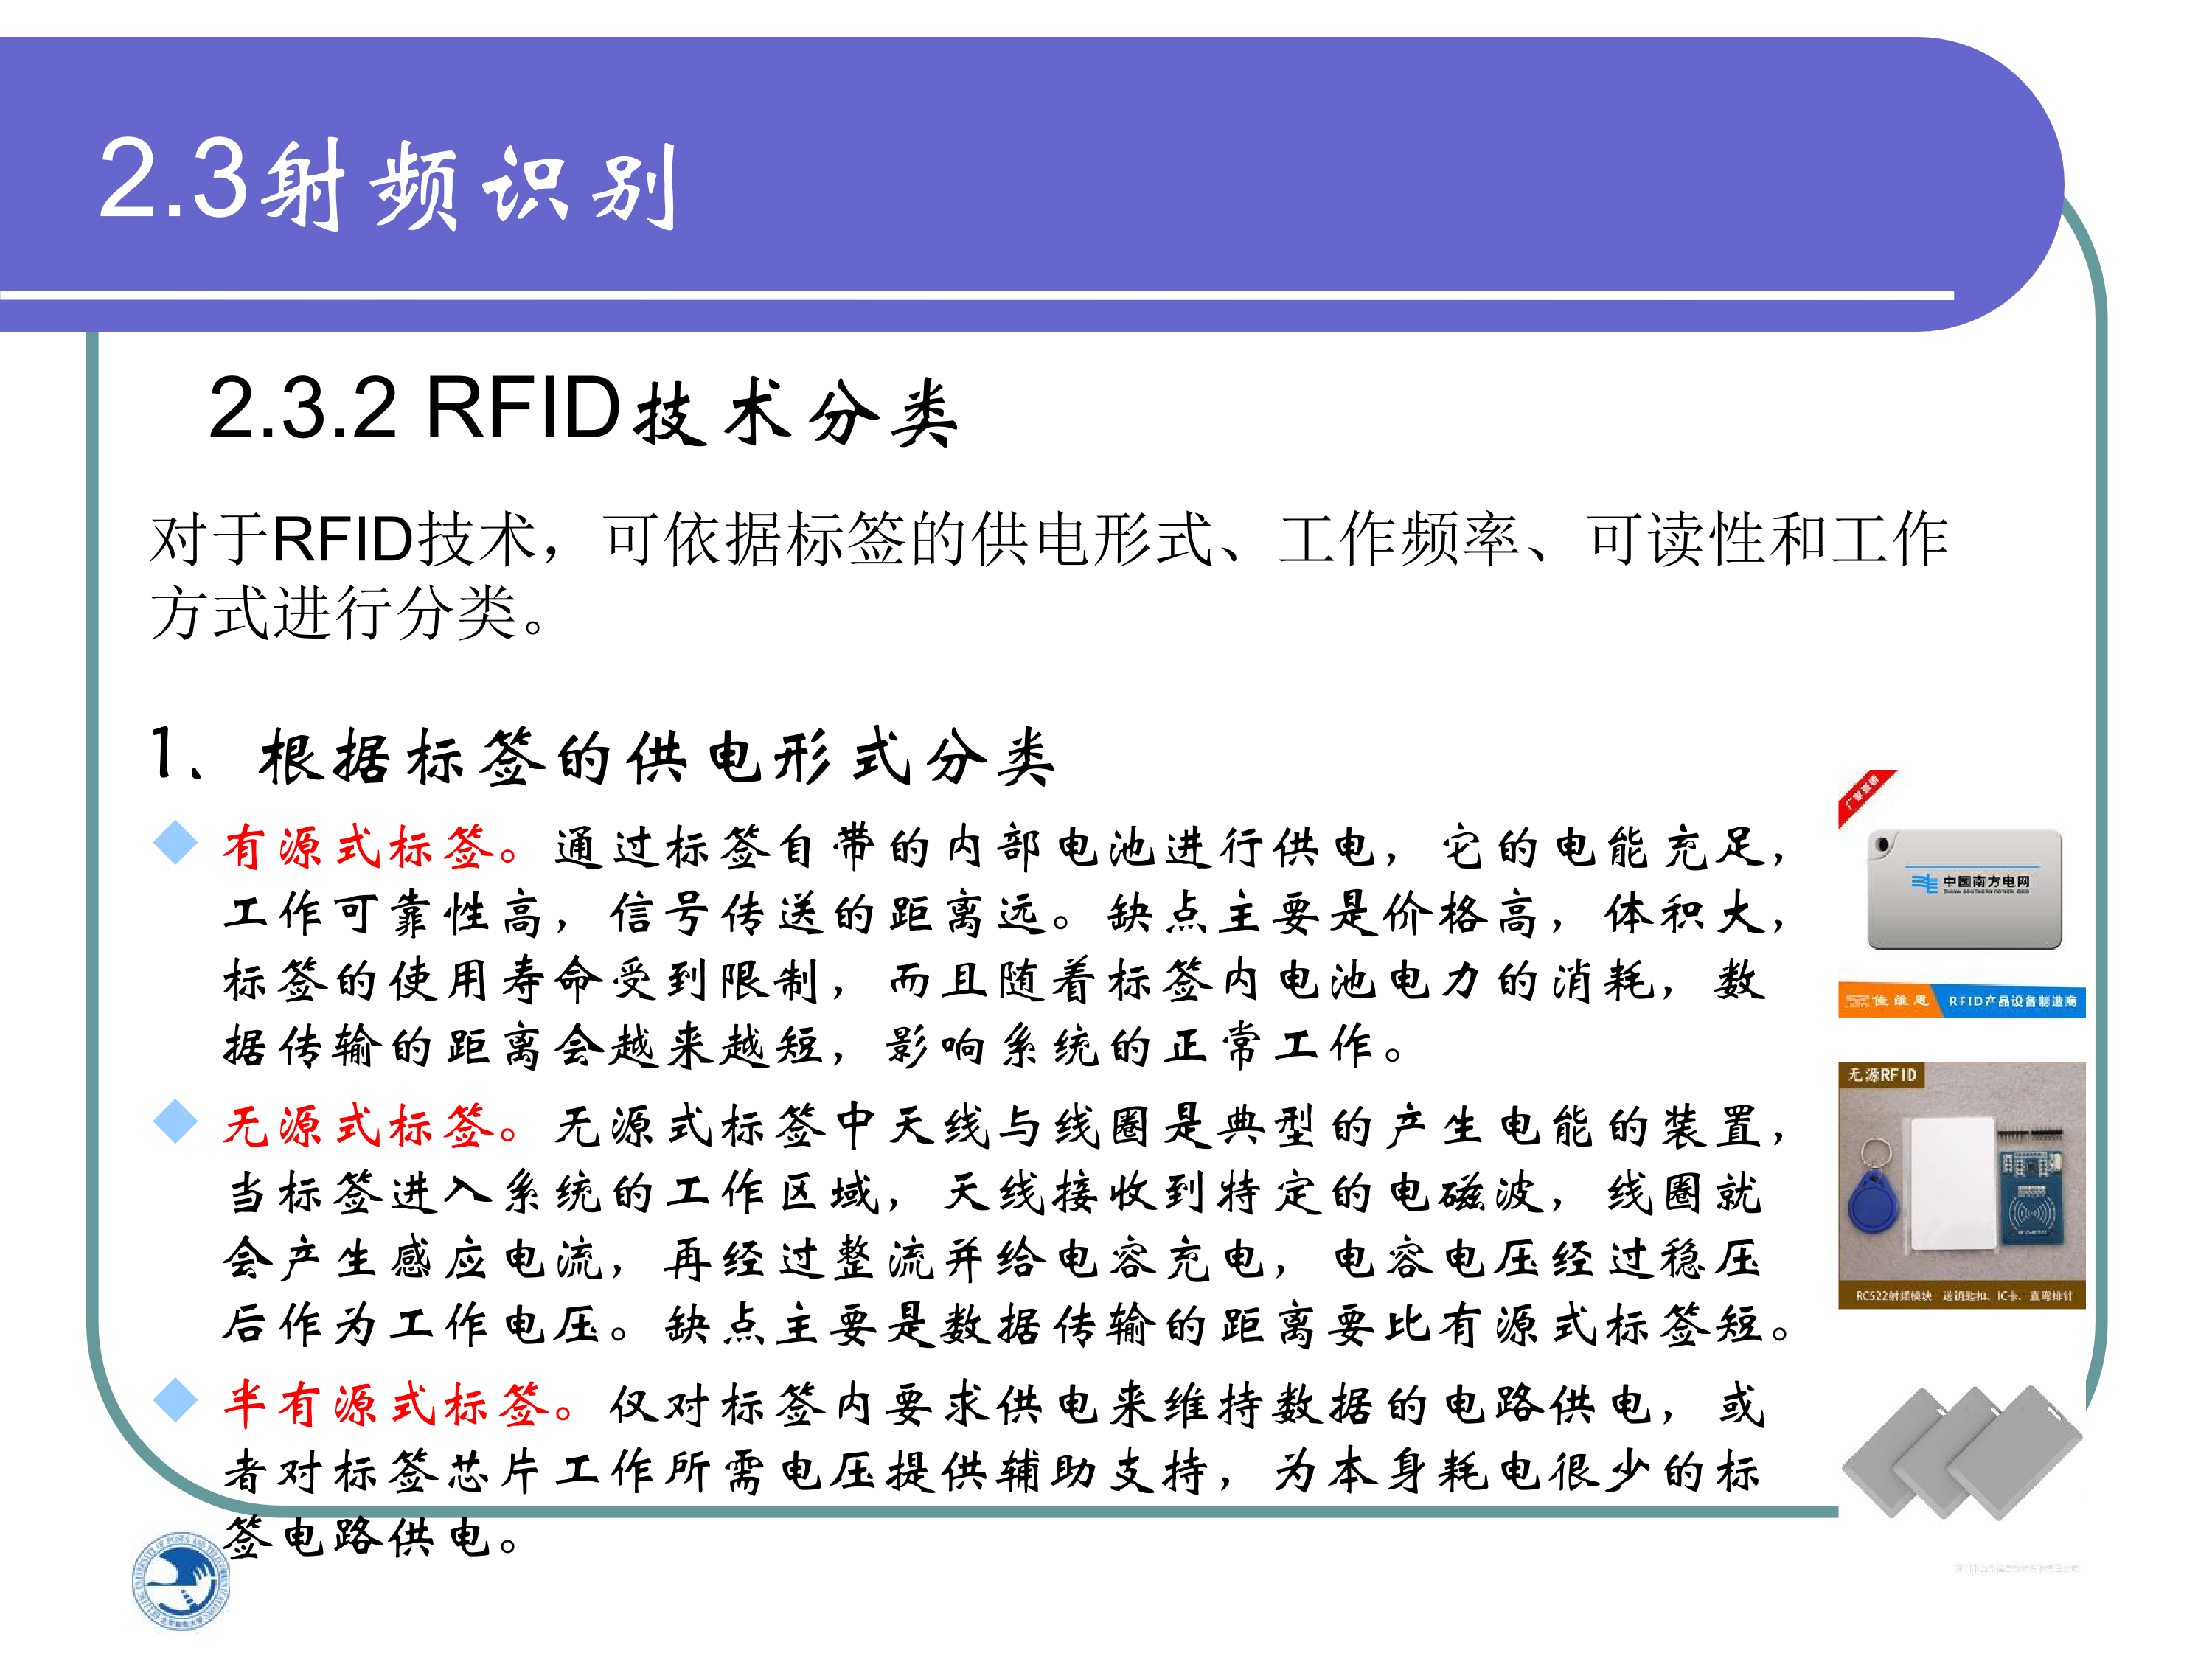 2.3射频识别
2.3.2 RFID技术分类
对于RFID技术，可依据标签的供电形式、工作频率、可读性和工作
方式进行分类。
1、根据标签的供电形式分类
有源式标签。通过标签自带的内部电池进行供电，它的电能充足，
工作可靠性高，信号传送的距离远。缺点主要是价格高，体积大，
标签的使用寿命受到限制，而且随着标签内电池电力的消耗，数
据传输的距离会越来越短，影响系统的正常工作。
无源式标签。无源式标签中天线与线圈是典型的产生电能的装置，
当标签进入系统的工作区域，天线接收到特定的电磁波，线圈就
会产生感应电流，再经过整流并给电容充电，电容电压经过稳压
后作为工作电压。缺点主要是数据传输的距离要比有源式标签短。
半有源式标签。仅对标签内要求供电来维持数据的电路供电，或
者对标签芯片工作所需电压提供辅助支持，为本身耗电很少的标
签电路供电。
厂家直销
中国南方电网
CHINA SOUTHERN POWER GRID
佳维思 RFID产品设备制造商
无源RFID
RC522射频模块 送钥匙扣、IC卡、直弯排针